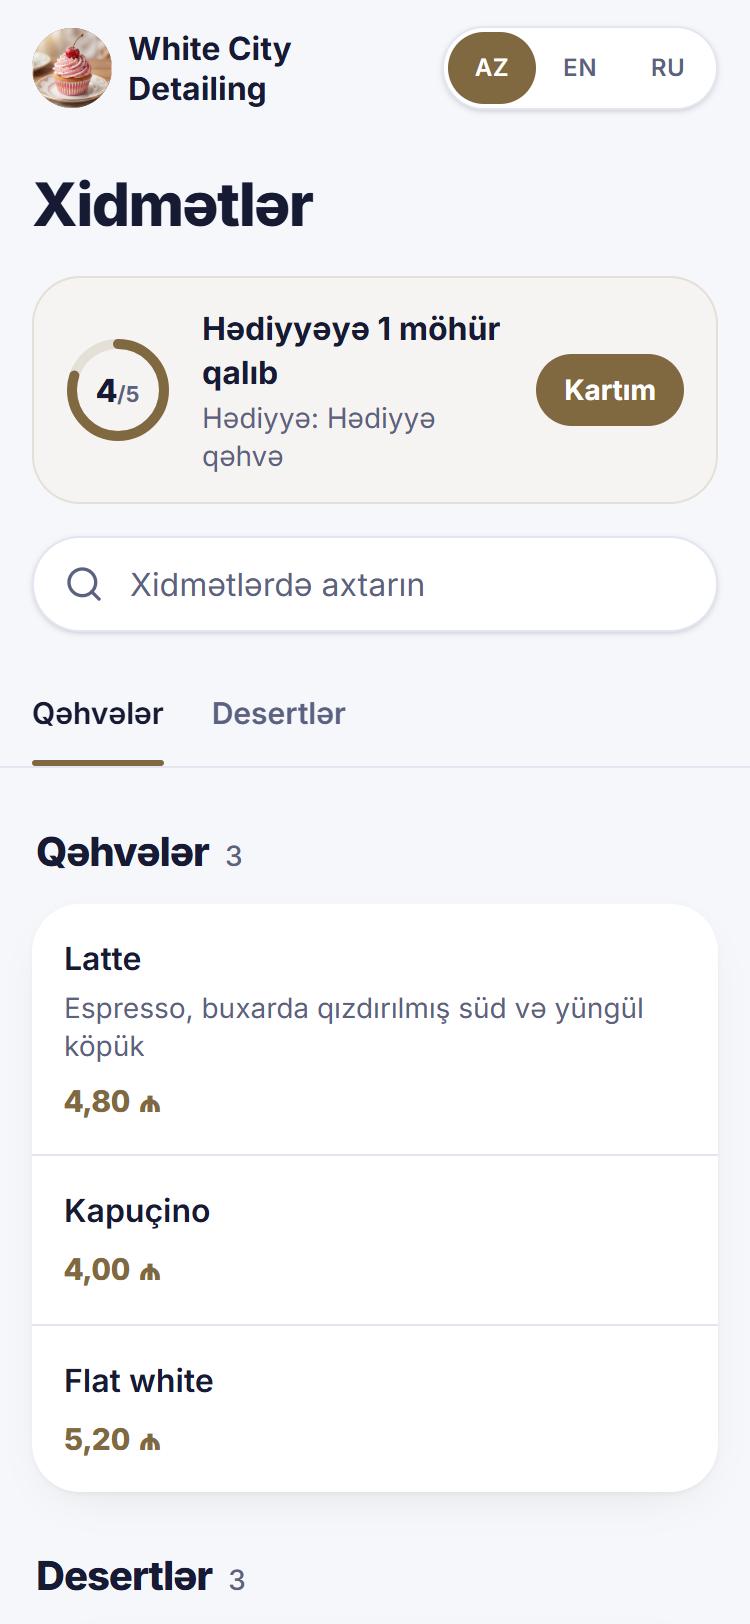 White City
Detailing
AZ EN RU
Xidmətlər
4/5
Hədiyyəyə 1 möhür
qalıb
Hədiyyə: Hədiyyə
qəhvə
Kartım
Xidmətlərdə axtarın
Qəhvələr Desertlər
Qəhvələr 3
Latte
Espresso, buxarda qızdırılmış süd və yüngül
köpük
4,80 ₼
Kapuçino
4,00 ₼
Flat white
5,20 ₼
Desertlər 3